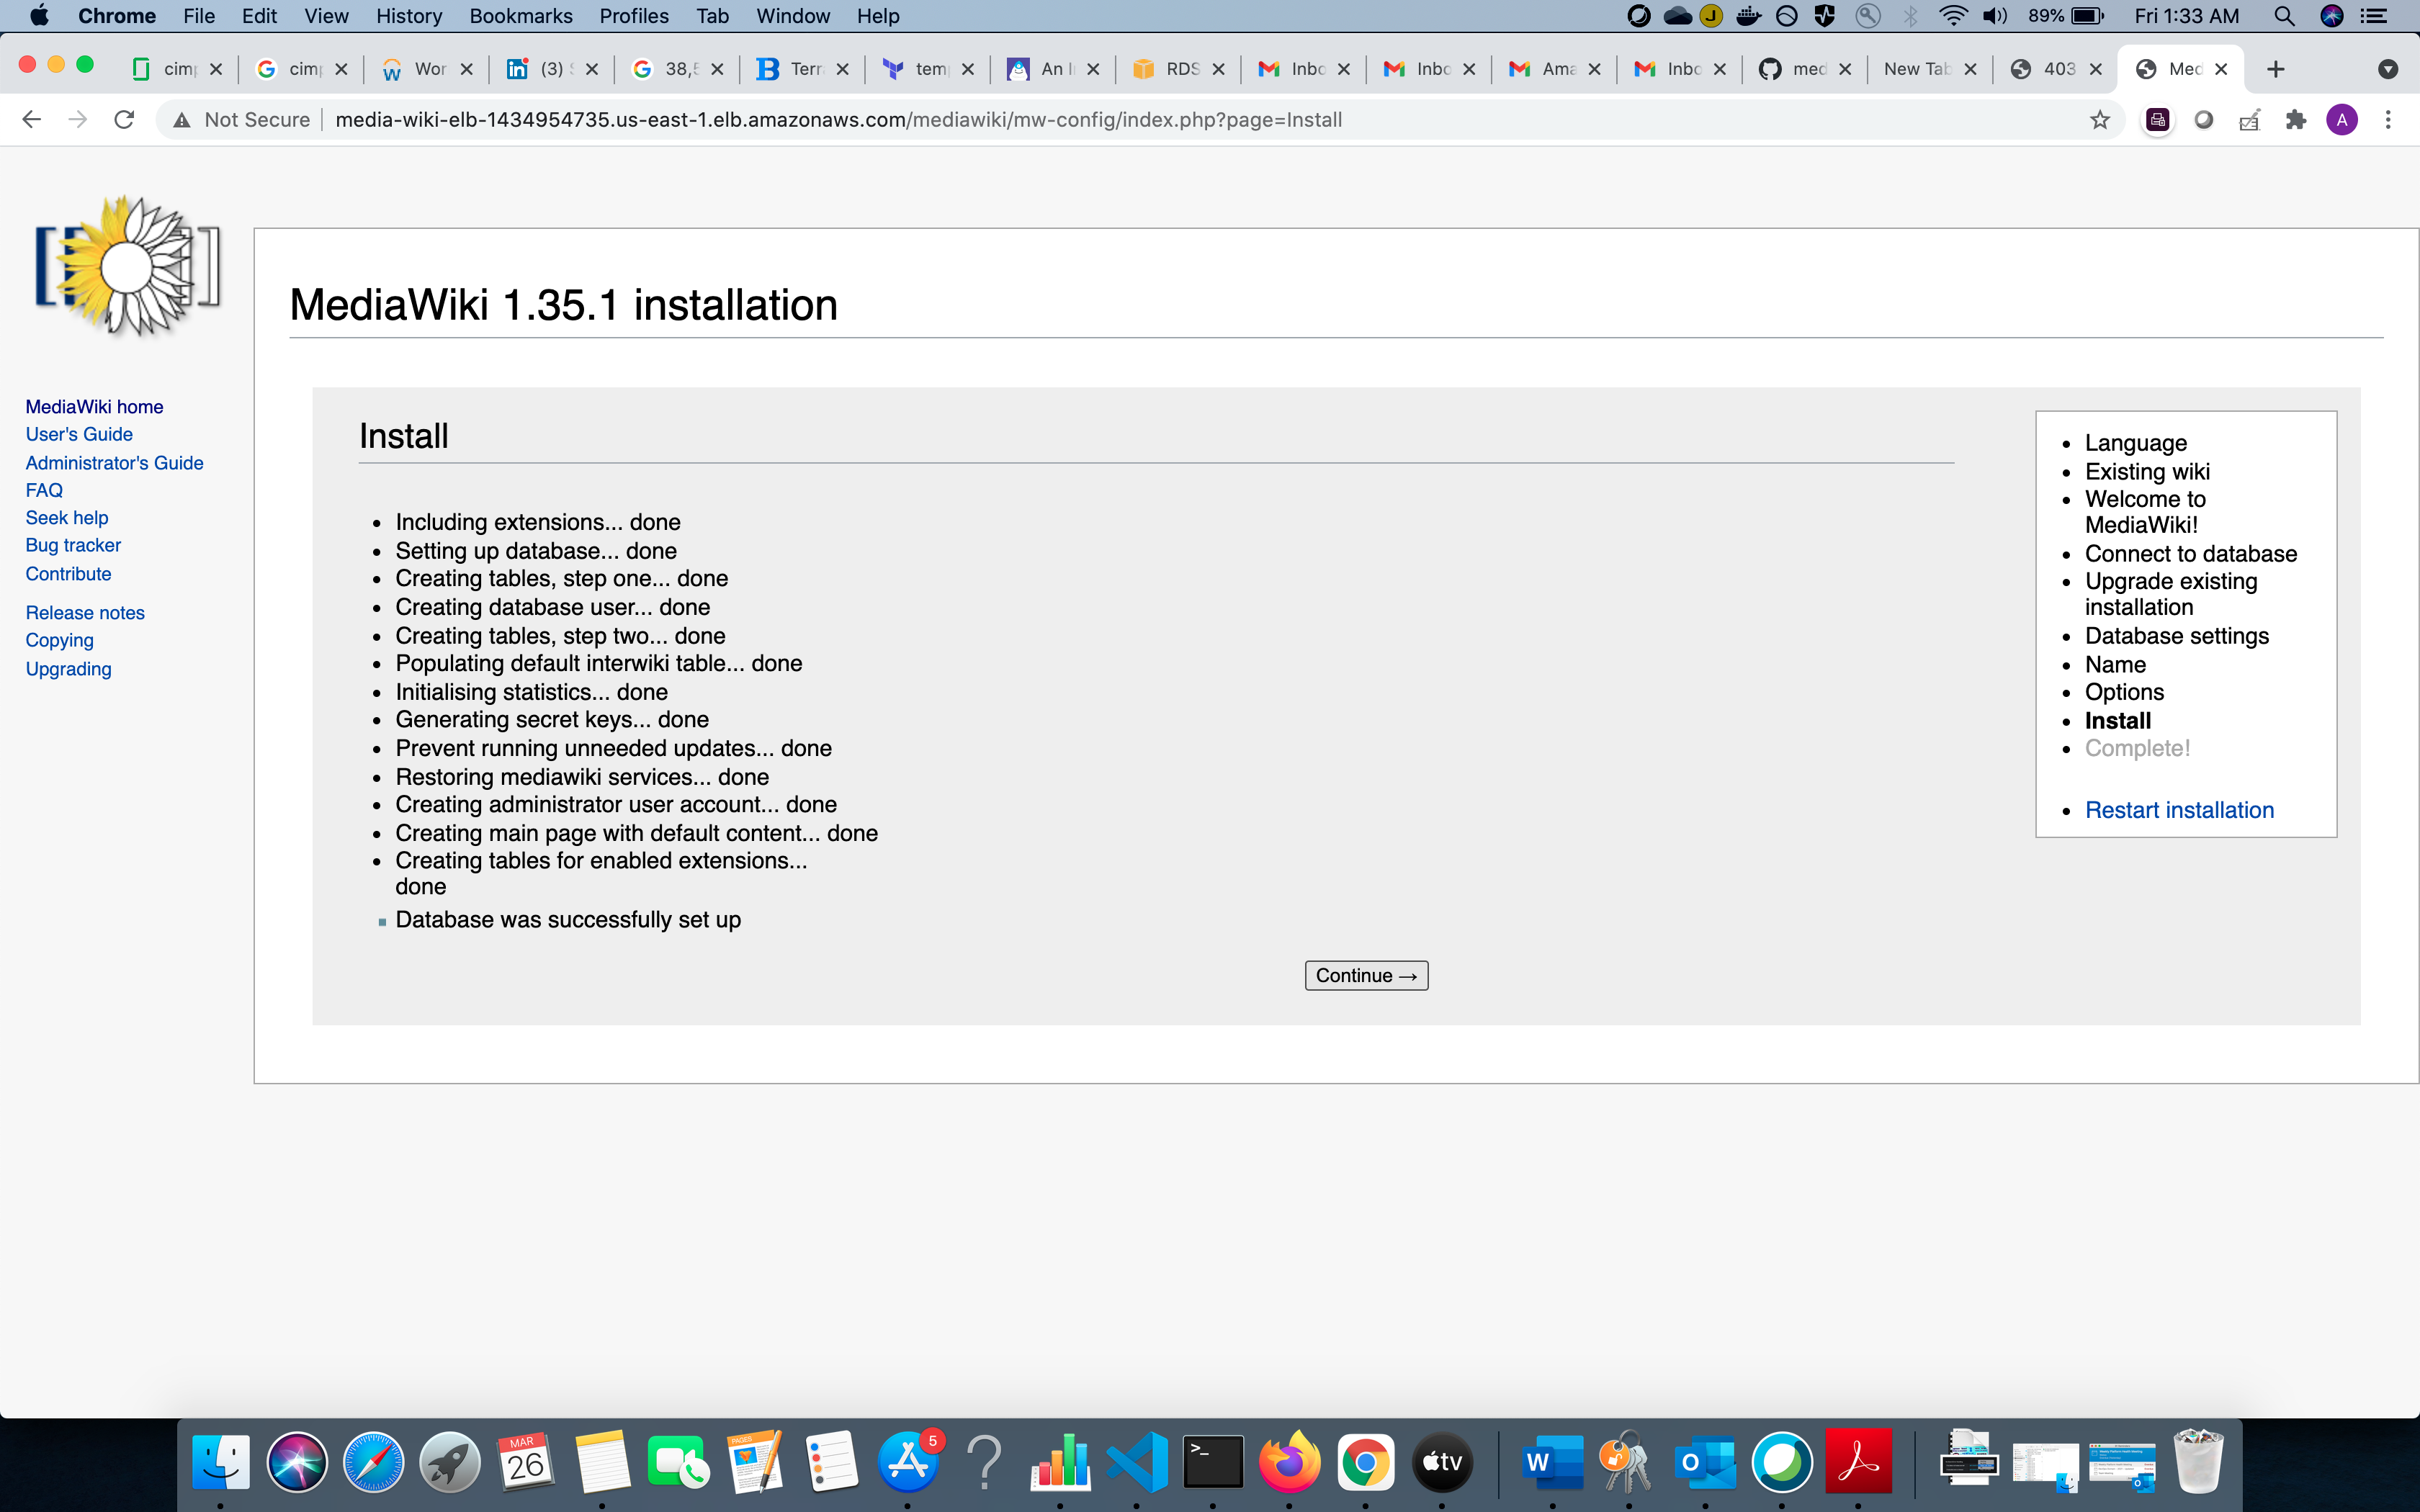 Chrome File Edit View History Bookmarks Profiles Tab Window Help
J
89%
Fri 1:33 AM
cimp
cimp
Wor
(3) S
38,5
Terr
tem
An I
RDS
Inbo
Inbo
Ama
Inbo
med
New Tab
403
Med
Not Secure
media-wiki-elb-1434954735.us-east-1.elb.amazonaws.com/mediawiki/mw-config/index.php?page=Install
A
MediaWiki home
User's Guide
Administrator's Guide
FAQ
Seek help
Bug tracker
Contribute
Release notes
Copying
Upgrading
MediaWiki 1.35.1 installation
Install
Including extensions... done
Setting up database... done
Creating tables, step one... done
Creating database user... done
Creating tables, step two... done
Populating default interwiki table... done
Initialising statistics... done
Generating secret keys... done
Prevent running unneeded updates... done
Restoring mediawiki services... done
Creating administrator user account... done
Creating main page with default content... done
Creating tables for enabled extensions...
done
Database was successfully set up
Continue →
Language
Existing wiki
Welcome to
MediaWiki!
Connect to database
Upgrade existing
installation
Database settings
Name
Options
Install
Complete!
Restart installation
MAR
26
PAGES
5
?
>_
tv
W
O